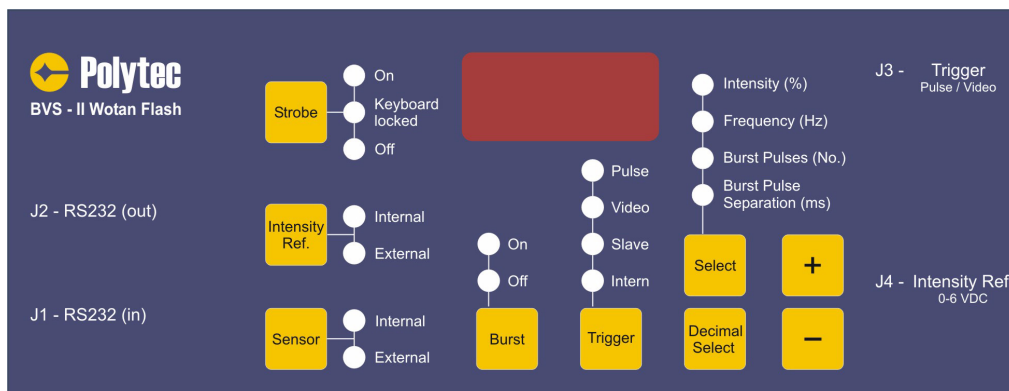 Polytec
BVS - II Wotan Flash
J2 - RS232 (out)
J1 - RS232 (in)
Strobe
On
Keyboard
locked
Off
Intensity
Ref.
Internal
External
Sensor
Internal
External
On
Off
Burst
Pulse
Video
Slave
Intern
Trigger
Intensity (%)
Frequency (Hz)
Burst Pulses (No.)
Burst Pulse
Separation (ms)
Select
+
Decimal
Select
−
J3 - Trigger
Pulse / Video
J4 - Intensity Ref
0-6 VDC